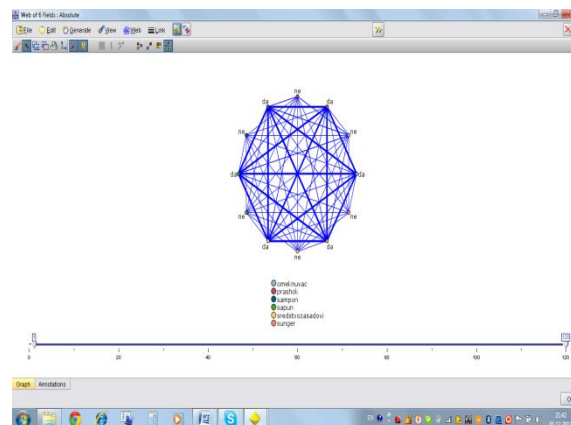 Web of 6 Fields : Absolute
File Edit Generate View Web Link
ne
da da
ne ne
da da
ne ne
da da
ne
omeknuvac
prashok
sampon
sapun
sredstvozasadovi
sunger
0 20 40 60 80 100 120
Graph Annotations